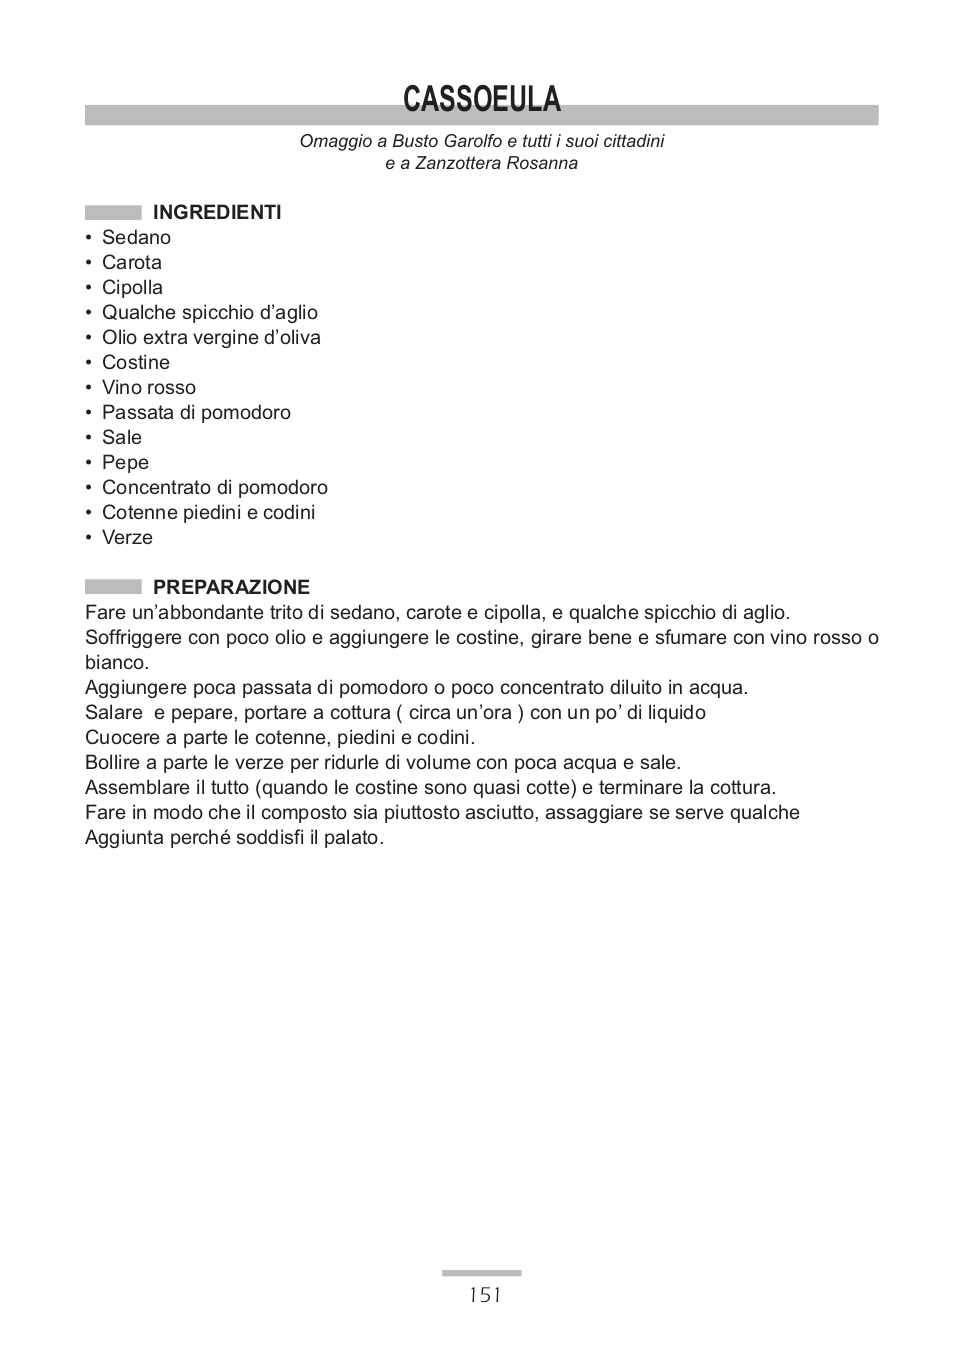 CASSOEULA
Omaggio a Busto Garolfo e tutti i suoi cittadini
e a Zanzottera Rosanna
INGREDIENTI
• Sedano
• Carota
• Cipolla
• Qualche spicchio d’aglio
• Olio extra vergine d’oliva
• Costine
• Vino rosso
• Passata di pomodoro
• Sale
• Pepe
• Concentrato di pomodoro
• Cotenne piedini e codini
• Verze
PREPARAZIONE
Fare un’abbondante trito di sedano, carote e cipolla, e qualche spicchio di aglio.
Soffriggere con poco olio e aggiungere le costine, girare bene e sfumare con vino rosso o
bianco.
Aggiungere poca passata di pomodoro o poco concentrato diluito in acqua.
Salare  e pepare, portare a cottura ( circa un’ora ) con un po’ di liquido
Cuocere a parte le cotenne, piedini e codini.
Bollire a parte le verze per ridurle di volume con poca acqua e sale.
Assemblare il tutto (quando le costine sono quasi cotte) e terminare la cottura.
Fare in modo che il composto sia piuttosto asciutto, assaggiare se serve qualche
Aggiunta perché soddisfi il palato.
151